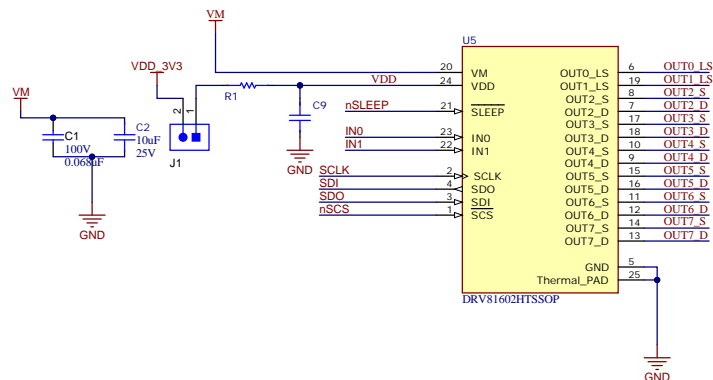 VM
U5
VDD_3V3
20 VM OUT0_LS 6 OUT0_LS
VM R1 VDD 24 VDD OUT1_LS 19 OUT1_LS
OUT2_S 8 OUT2_S
2 1 C9 nSLEEP 21 SLEEP OUT2_D 7 OUT2_D
OUT3_S 17 OUT3_S
C1 C2 IN0 23 IN0 OUT3_D 18 OUT3_D
100V 10uF IN1 22 IN1 OUT4_S 10 OUT4_S
0.068uF 25V J1 OUT4_D 9 OUT4_D
GND SCLK 2 SCLK OUT5_S 15 OUT5_S
SDI 4 SDO OUT5_D 16 OUT5_D
SDO 3 SDI OUT6_S 11 OUT6_S
nSCS 1 SCS OUT6_D 12 OUT6_D
OUT7_S 14 OUT7_S
GND OUT7_D 13 OUT7_D
GND 5
Thermal_PAD 25
DRV81602HTSSOP
GND